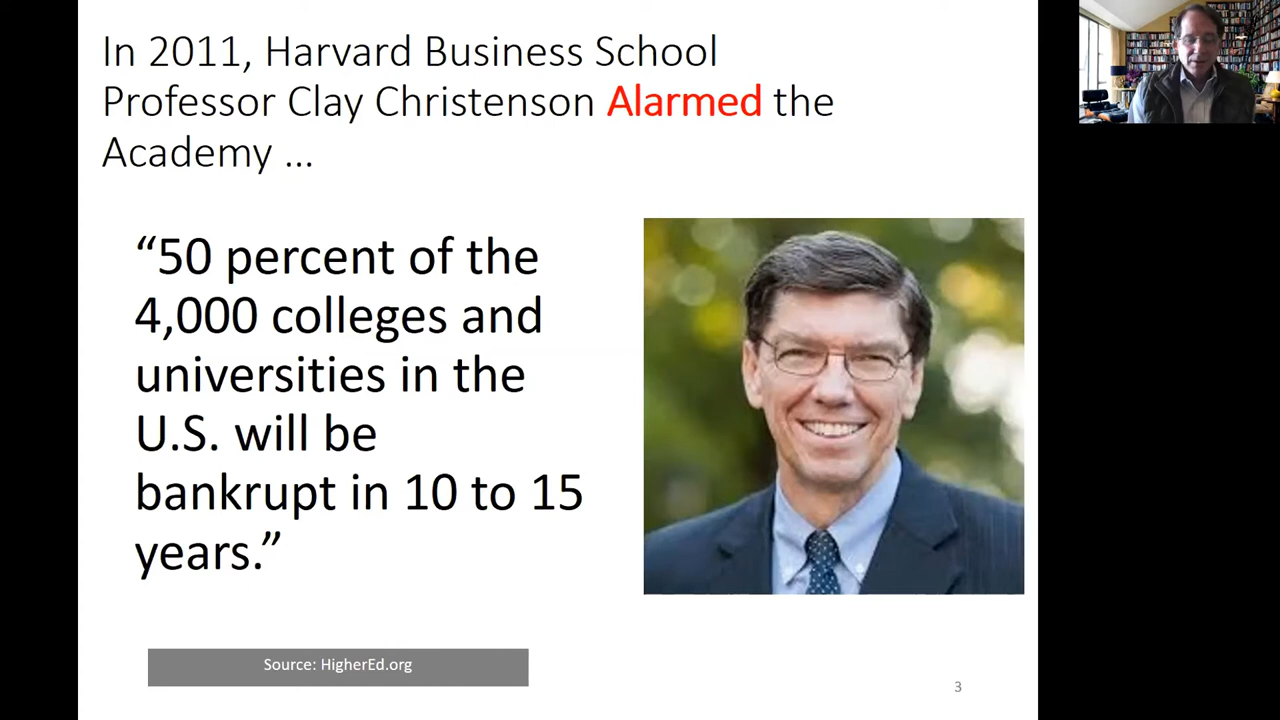 In 2011, Harvard Business School
Professor Clay Christenson Alarmed the
Academy ...
“50 percent of the
4,000 colleges and
universities in the
U.S. will be
bankrupt in 10 to 15
years.”
Source: HigherEd.org
3